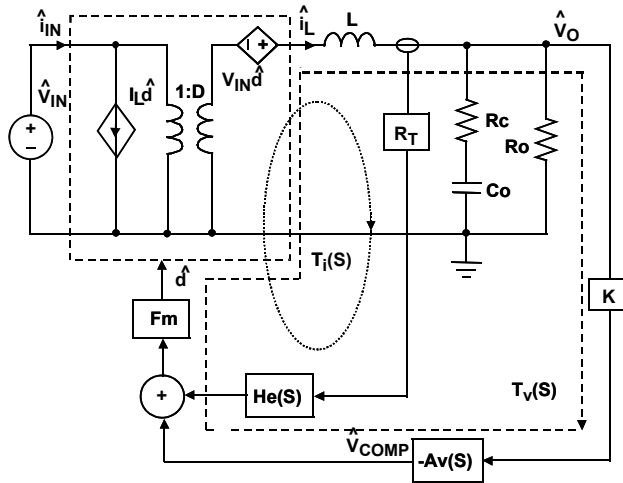 î_IN
î_L
L
V̂_O
V_IN d̂
V̂_IN
I_L d̂
1:D
+
−
R_T
Rc
Ro
Co
T_i(S)
d̂
K
Fm
+
He(S)
T_v(S)
V̂_COMP
-Av(S)